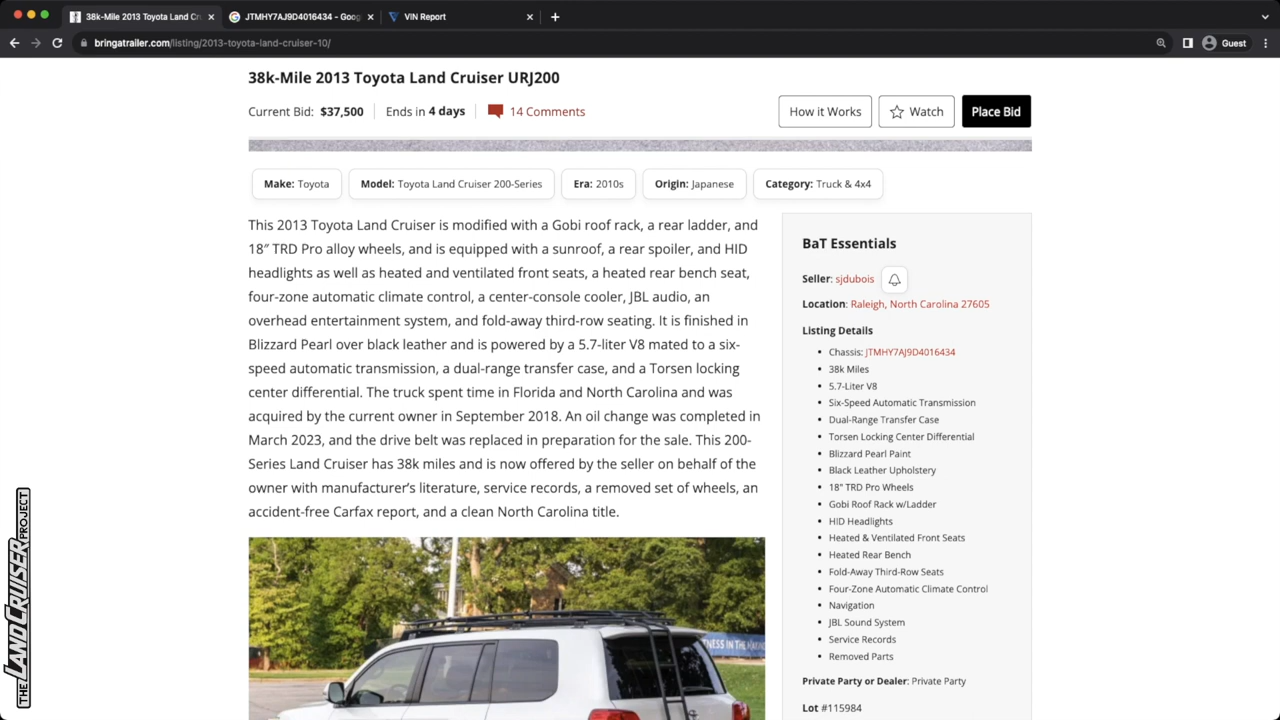 38k-Mile 2013 Toyota Land Cr
JTMHY7AJ9D4016434 - Goog
VIN Report
bringatrailer.com/listing/2013-toyota-land-cruiser-10/
Guest
38k-Mile 2013 Toyota Land Cruiser URJ200
Current Bid: $37,500
Ends in 4 days
14 Comments
How it Works
Watch
Place Bid
Make: Toyota
Model: Toyota Land Cruiser 200-Series
Era: 2010s
Origin: Japanese
Category: Truck & 4x4
This 2013 Toyota Land Cruiser is modified with a Gobi roof rack, a rear ladder, and
18″ TRD Pro alloy wheels, and is equipped with a sunroof, a rear spoiler, and HID
headlights as well as heated and ventilated front seats, a heated rear bench seat,
four-zone automatic climate control, a center-console cooler, JBL audio, an
overhead entertainment system, and fold-away third-row seating. It is finished in
Blizzard Pearl over black leather and is powered by a 5.7-liter V8 mated to a six-
speed automatic transmission, a dual-range transfer case, and a Torsen locking
center differential. The truck spent time in Florida and North Carolina and was
acquired by the current owner in September 2018. An oil change was completed in
March 2023, and the drive belt was replaced in preparation for the sale. This 200-
Series Land Cruiser has 38k miles and is now offered by the seller on behalf of the
owner with manufacturer's literature, service records, a removed set of wheels, an
accident-free Carfax report, and a clean North Carolina title.
BaT Essentials
Seller: sjdubois
Location: Raleigh, North Carolina 27605
Listing Details
Chassis: JTMHY7AJ9D4016434
38k Miles
5.7-Liter V8
Six-Speed Automatic Transmission
Dual-Range Transfer Case
Torsen Locking Center Differential
Blizzard Pearl Paint
Black Leather Upholstery
18" TRD Pro Wheels
Gobi Roof Rack w/Ladder
HID Headlights
Heated & Ventilated Front Seats
Heated Rear Bench
Fold-Away Third-Row Seats
Four-Zone Automatic Climate Control
Navigation
JBL Sound System
Service Records
Removed Parts
Private Party or Dealer: Private Party
Lot #115984
THE LAND CRUISER PROJECT